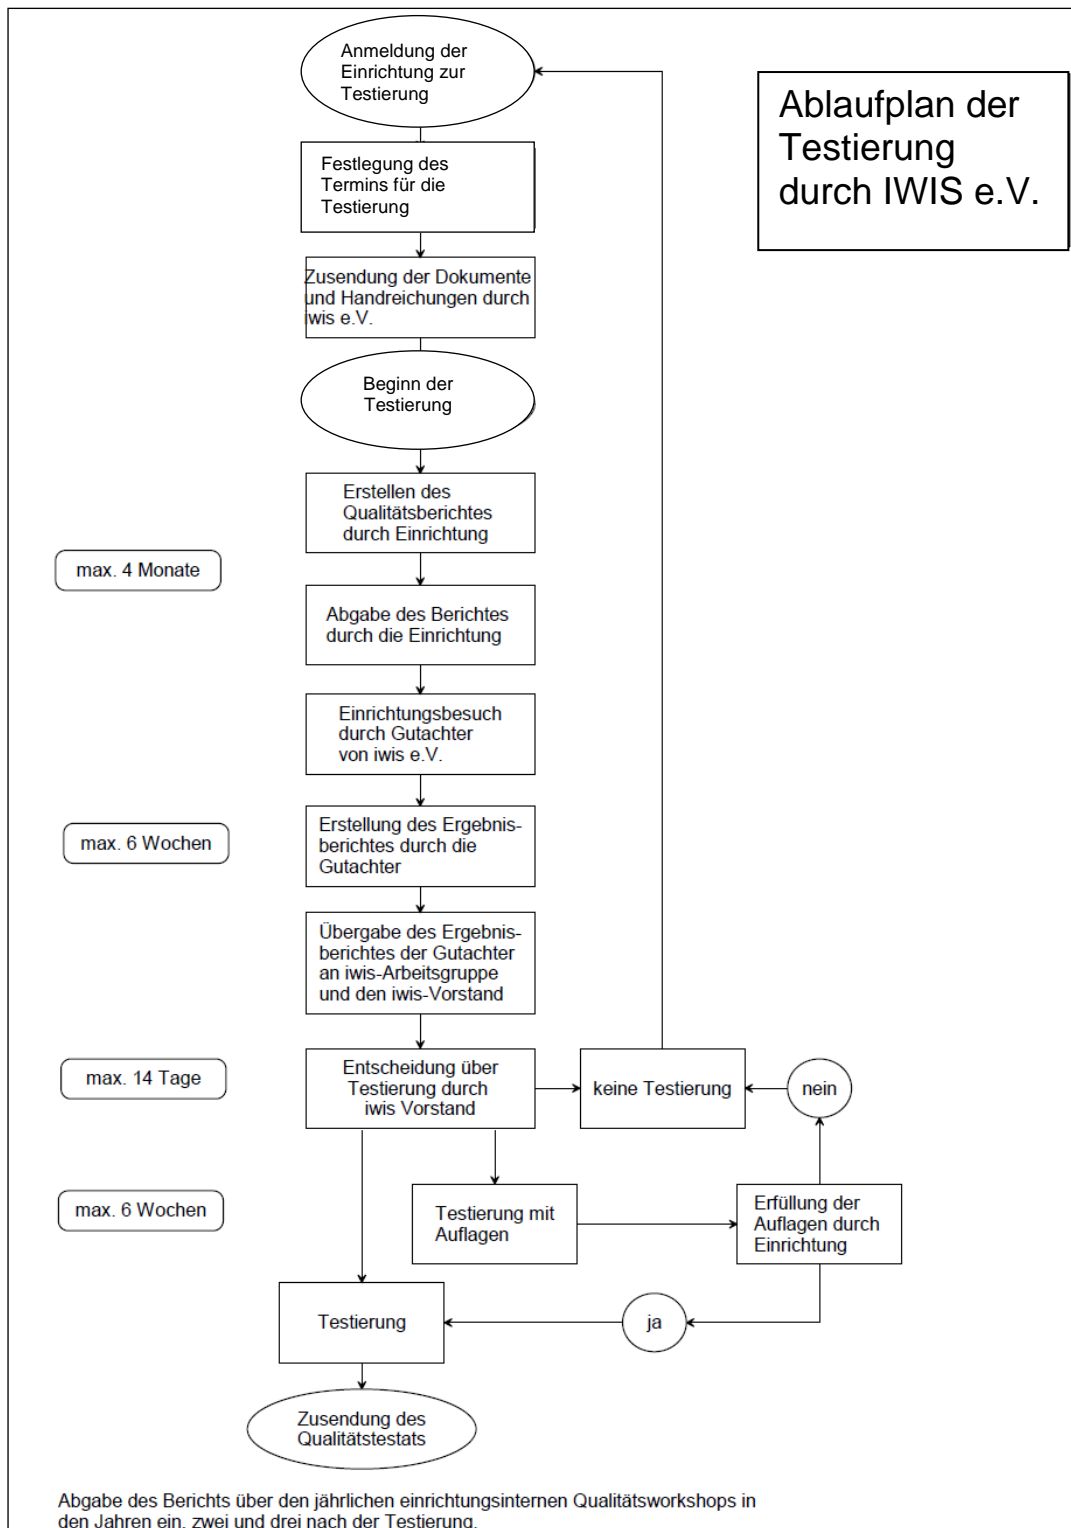 Anmeldung der
Einrichtung zur
Testierung
Ablaufplan der
Testierung
durch IWIS e.V.
Festlegung des
Termins für die
Testierung
Zusendung der Dokumente
und Handreichungen durch
iwis e.V.
Beginn der
Testierung
Erstellen des
Qualitätsberichtes
durch Einrichtung
max. 4 Monate
Abgabe des Berichtes
durch die Einrichtung
Einrichtungsbesuch
durch Gutachter
von iwis e.V.
max. 6 Wochen
Erstellung des Ergebnis-
berichtes durch die
Gutachter
Übergabe des Ergebnis-
berichtes der Gutachter
an iwis-Arbeitsgruppe
und den iwis-Vorstand
max. 14 Tage
Entscheidung über
Testierung durch
iwis Vorstand
keine Testierung
nein
max. 6 Wochen
Testierung mit
Auflagen
Erfüllung der
Auflagen durch
Einrichtung
Testierung
ja
Zusendung des
Qualitätstestats
Abgabe des Berichts über den jährlichen einrichtungsinternen Qualitätsworkshops in
den Jahren ein, zwei und drei nach der Testierung.